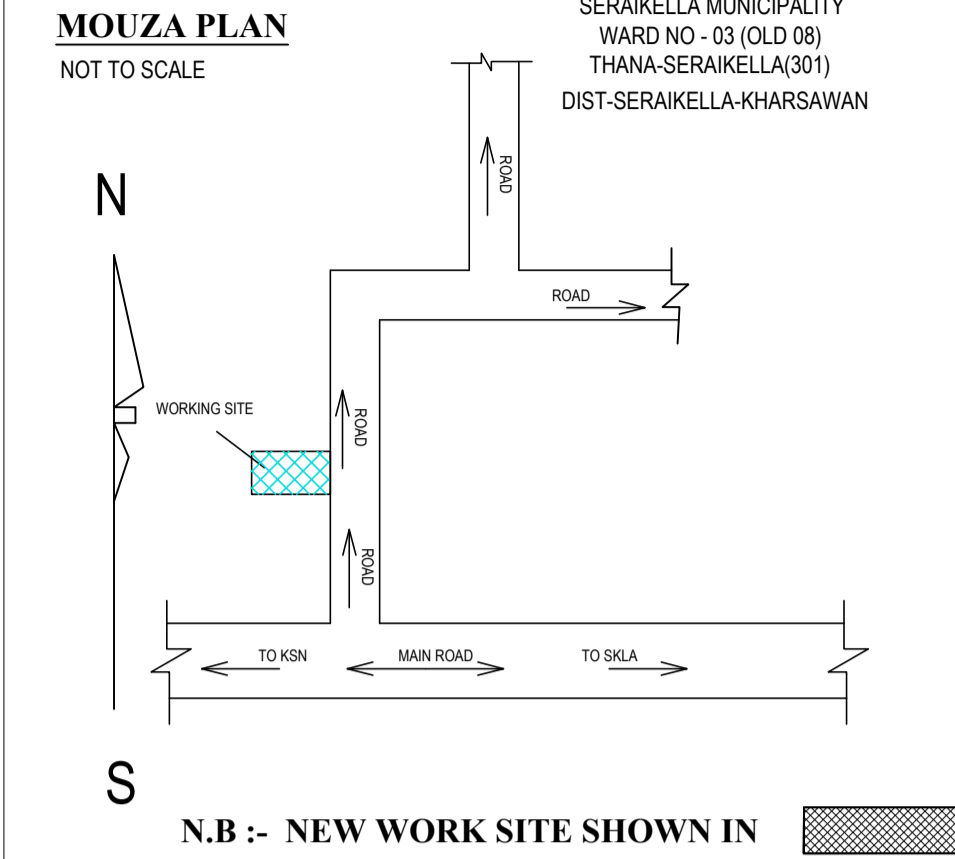 MOUZA PLAN
NOT TO SCALE
SERAIKELLA MUNICIPALITY
WARD NO - 03 (OLD 08)
THANA-SERAIKELLA(301)
DIST-SERAIKELLA-KHARSAWAN
N
ROAD
ROAD
WORKING SITE
ROAD
ROAD
TO KSN
MAIN ROAD
TO SKLA
S
N.B :- NEW WORK SITE SHOWN IN